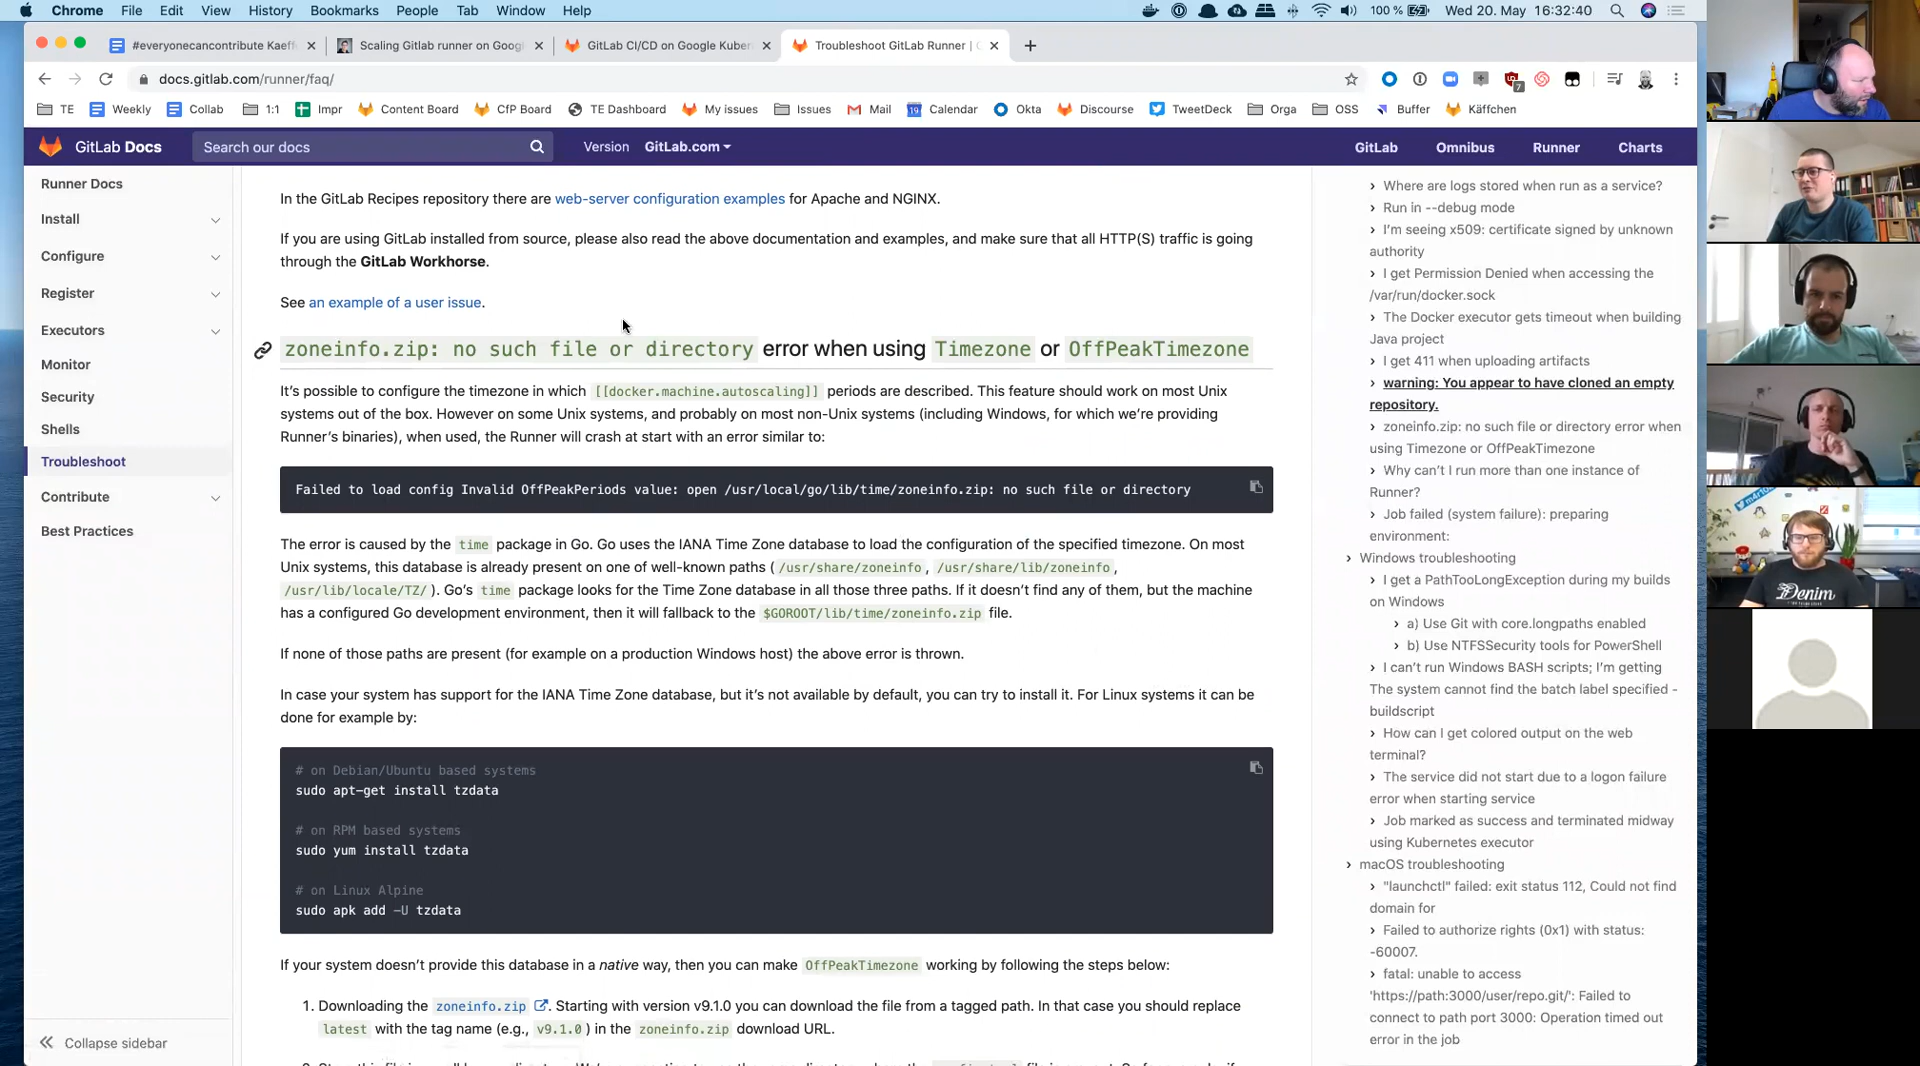 Chrome File Edit View History Bookmarks People Tab Window Help 100 % Wed 20. May 16:32:40
#everyonecancontribute Kaeff Scaling Gitlab runner on Goog GitLab CI/CD on Google Kuber Troubleshoot GitLab Runner |
docs.gitlab.com/runner/faq/
TE Weekly Collab 1:1 Impr Content Board CfP Board TE Dashboard My issues Issues Mail Calendar Okta Discourse TweetDeck Orga OSS Buffer Käffchen
GitLab Docs Search our docs Version GitLab.com GitLab Omnibus Runner Charts
Runner Docs
Install
Configure
Register
Executors
Monitor
Security
Shells
Troubleshoot
Contribute
Best Practices
Collapse sidebar
In the GitLab Recipes repository there are web-server configuration examples for Apache and NGINX.
If you are using GitLab installed from source, please also read the above documentation and examples, and make sure that all HTTP(S) traffic is going
through the GitLab Workhorse.
See an example of a user issue.
zoneinfo.zip: no such file or directory error when using Timezone or OffPeakTimezone
It’s possible to configure the timezone in which [[docker.machine.autoscaling]] periods are described. This feature should work on most Unix
systems out of the box. However on some Unix systems, and probably on most non-Unix systems (including Windows, for which we’re providing
Runner’s binaries), when used, the Runner will crash at start with an error similar to:
Failed to load config Invalid OffPeakPeriods value: open /usr/local/go/lib/time/zoneinfo.zip: no such file or directory
The error is caused by the time package in Go. Go uses the IANA Time Zone database to load the configuration of the specified timezone. On most
Unix systems, this database is already present on one of well-known paths ( /usr/share/zoneinfo , /usr/share/lib/zoneinfo ,
/usr/lib/locale/TZ/ ). Go’s time package looks for the Time Zone database in all those three paths. If it doesn’t find any of them, but the machine
has a configured Go development environment, then it will fallback to the $GOROOT/lib/time/zoneinfo.zip file.
If none of those paths are present (for example on a production Windows host) the above error is thrown.
In case your system has support for the IANA Time Zone database, but it’s not available by default, you can try to install it. For Linux systems it can be
done for example by:
# on Debian/Ubuntu based systems
sudo apt-get install tzdata
# on RPM based systems
sudo yum install tzdata
# on Linux Alpine
sudo apk add -U tzdata
If your system doesn’t provide this database in a native way, then you can make OffPeakTimezone working by following the steps below:
1. Downloading the zoneinfo.zip . Starting with version v9.1.0 you can download the file from a tagged path. In that case you should replace
latest with the tag name (e.g., v9.1.0 ) in the zoneinfo.zip download URL.
Where are logs stored when run as a service?
Run in --debug mode
I’m seeing x509: certificate signed by unknown
authority
I get Permission Denied when accessing the
/var/run/docker.sock
The Docker executor gets timeout when building
Java project
I get 411 when uploading artifacts
warning: You appear to have cloned an empty
repository.
zoneinfo.zip: no such file or directory error when
using Timezone or OffPeakTimezone
Why can’t I run more than one instance of
Runner?
Job failed (system failure): preparing
environment:
Windows troubleshooting
I get a PathTooLongException during my builds
on Windows
a) Use Git with core.longpaths enabled
b) Use NTFSSecurity tools for PowerShell
I can’t run Windows BASH scripts; I’m getting
The system cannot find the batch label specified -
buildscript
How can I get colored output on the web
terminal?
The service did not start due to a logon failure
error when starting service
Job marked as success and terminated midway
using Kubernetes executor
macOS troubleshooting
"launchctl" failed: exit status 112, Could not find
domain for
Failed to authorize rights (0x1) with status:
-60007.
fatal: unable to access
'https://path:3000/user/repo.git/': Failed to
connect to path port 3000: Operation timed out
error in the job
Denim